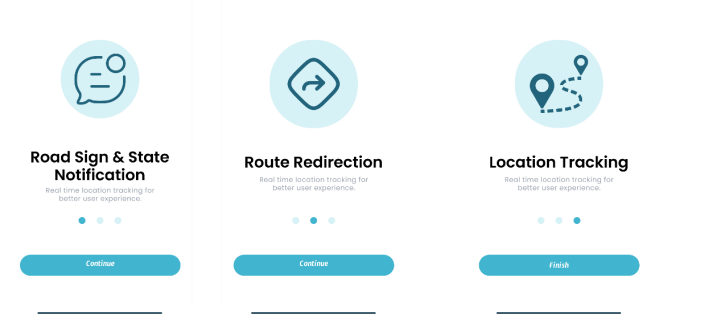 Road Sign & State
Notification
Real time location tracking for
better user experience.
Continue
Route Redirection
Real time location tracking for
better user experience.
Continue
Location Tracking
Real time location tracking for
better user experience.
Finish